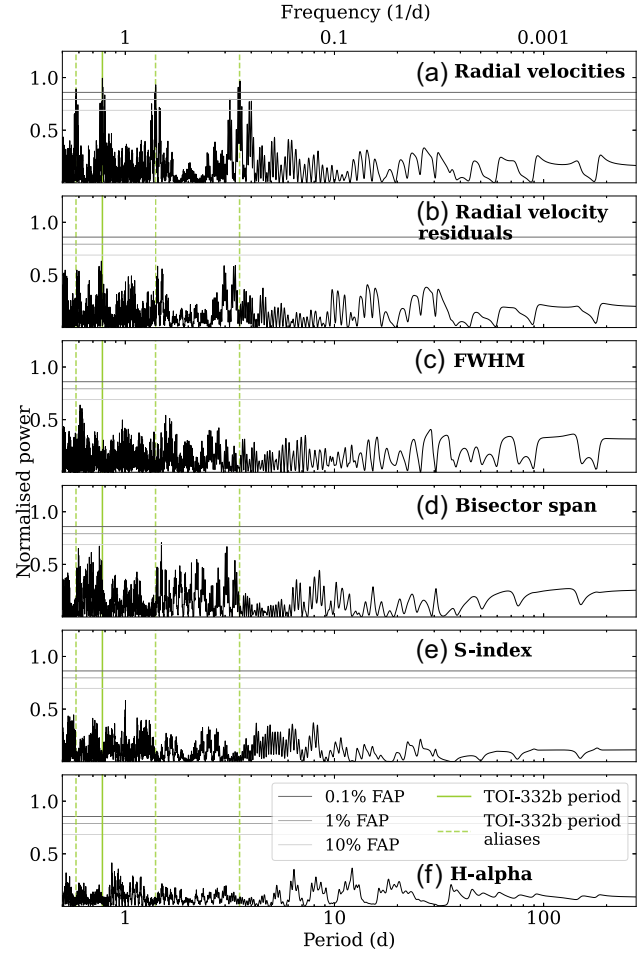 Frequency (1/d)
1 0.1 0.001
(a) Radial velocities
1.0
0.5
(b) Radial velocity
residuals
1.0
0.5
(c) FWHM
1.0
0.5
Normalised power
(d) Bisector span
1.0
0.5
(e) S-index
1.0
0.5
1.0
0.5
0.1% FAP
1% FAP
10% FAP
TOI-332b period
TOI-332b period
aliases
(f) H-alpha
1 10 100
Period (d)